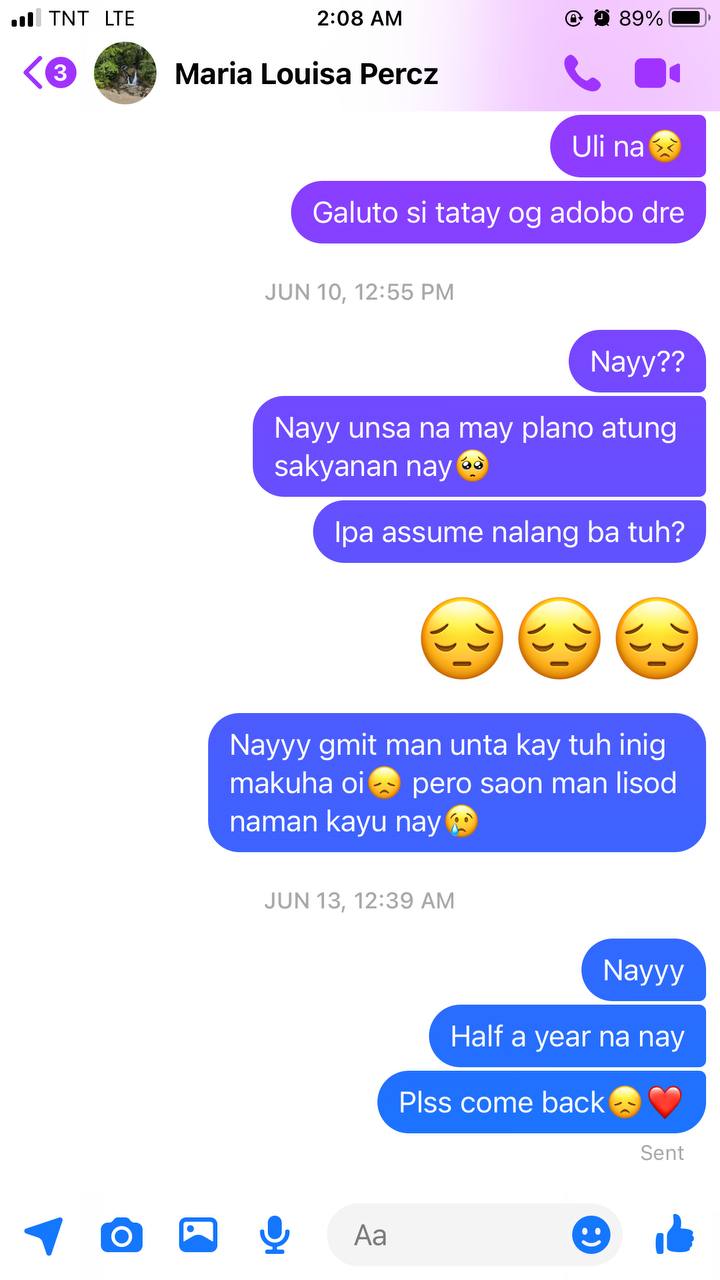 TNT LTE 2:08 AM 89%
3 Maria Louisa Percz
Uli na😣
Galuto si tatay og adobo dre
JUN 10, 12:55 PM
Nayy??
Nayy unsa na may plano atung
sakyanan nay🥺
Ipa assume nalang ba tuh?
😔😔😔
Nayyy gmit man unta kay tuh inig
makuha oi😞 pero saon man lisod
naman kayu nay😢
JUN 13, 12:39 AM
Nayyy
Half a year na nay
Plss come back😞❤️
Sent
Aa